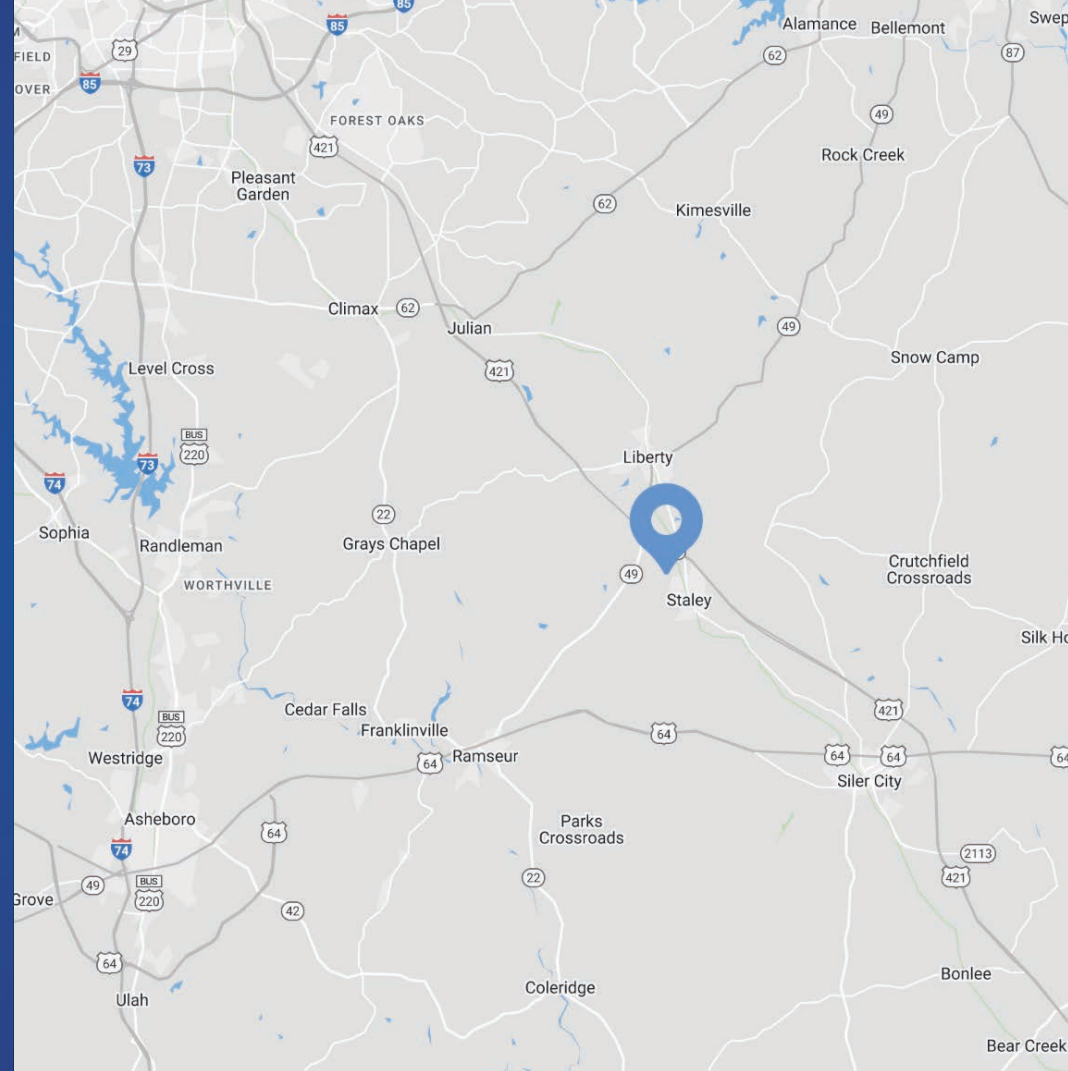 85
85
Alamance
Bellemont
Swep
M
29
FIELD
62
87
OVER
85
49
FOREST OAKS
421
73
Rock Creek
Pleasant
Garden
62
Kimesville
Climax
62
Julian
49
Snow Camp
Level Cross
421
BUS
220
Liberty
73
74
22
Sophia
Randleman
Grays Chapel
49
Crutchfield
Crossroads
WORTHVILLE
Staley
Silk Ho
74
421
Cedar Falls
BUS
220
Franklinville
64
Westridge
64
Ramseur
64
64
64
Siler City
Asheboro
Parks
Crossroads
64
74
2113
49
BUS
220
22
421
Grove
42
64
Bonlee
Ulah
Coleridge
Bear Creek